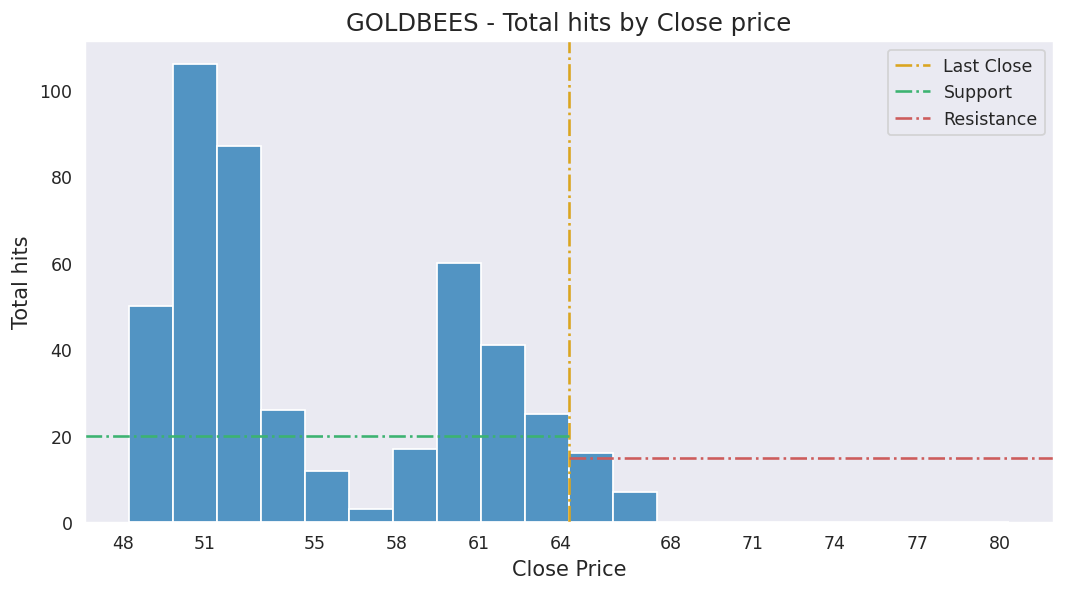 GOLDBEES - Total hits by Close price
Last Close
Support
Resistance
Total hits
100
80
60
40
20
0
48 51 55 58 61 64 68 71 74 77 80
Close Price